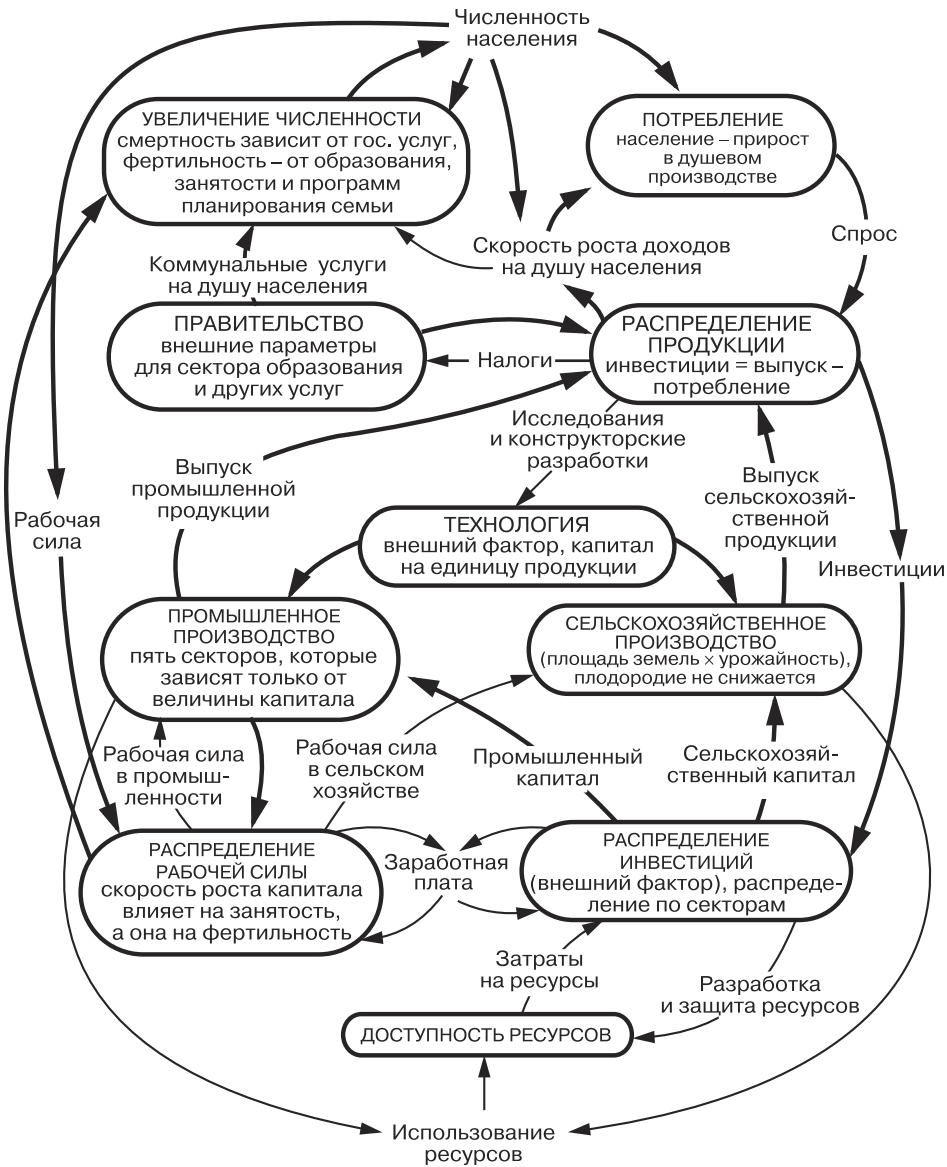 Численность
населения
УВЕЛИЧЕНИЕ ЧИСЛЕННОСТИ
смертность зависит от гос. услуг,
фертильность – от образования,
занятости и программ
планирования семьи
ПОТРЕБЛЕНИЕ
население – прирост
в душевом
производстве
Спрос
Скорость роста доходов
на душу населения
Коммунальные услуги
на душу населения
ПРАВИТЕЛЬСТВО
внешние параметры
для сектора образования
и других услуг
Налоги
РАСПРЕДЕЛЕНИЕ
ПРОДУКЦИИ
инвестиции = выпуск –
потребление
Исследования
и конструкторские
разработки
Выпуск
промышленной
продукции
Выпуск
сельскохозяй-
ственной
продукции
Рабочая
сила
ТЕХНОЛОГИЯ
внешний фактор, капитал
на единицу продукции
Инвестиции
ПРОМЫШЛЕННОЕ
ПРОИЗВОДСТВО
пять секторов, которые
зависят только от
величины капитала
СЕЛЬСКОХОЗЯЙСТВЕННОЕ
ПРОИЗВОДСТВО
(площадь земель × урожайность),
плодородие не снижается
Рабочая сила
в промыш-
ленности
Рабочая сила
в сельском
хозяйстве
Промышленный
капитал
Сельскохозяй-
ственный капитал
РАСПРЕДЕЛЕНИЕ
РАБОЧЕЙ СИЛЫ
скорость роста капитала
влияет на занятость,
а она на фертильность
Заработная
плата
РАСПРЕДЕЛЕНИЕ
ИНВЕСТИЦИЙ
(внешний фактор), распреде-
ление по секторам
Затраты
на ресурсы
Разработка
и защита ресурсов
ДОСТУПНОСТЬ РЕСУРСОВ
Использование
ресурсов